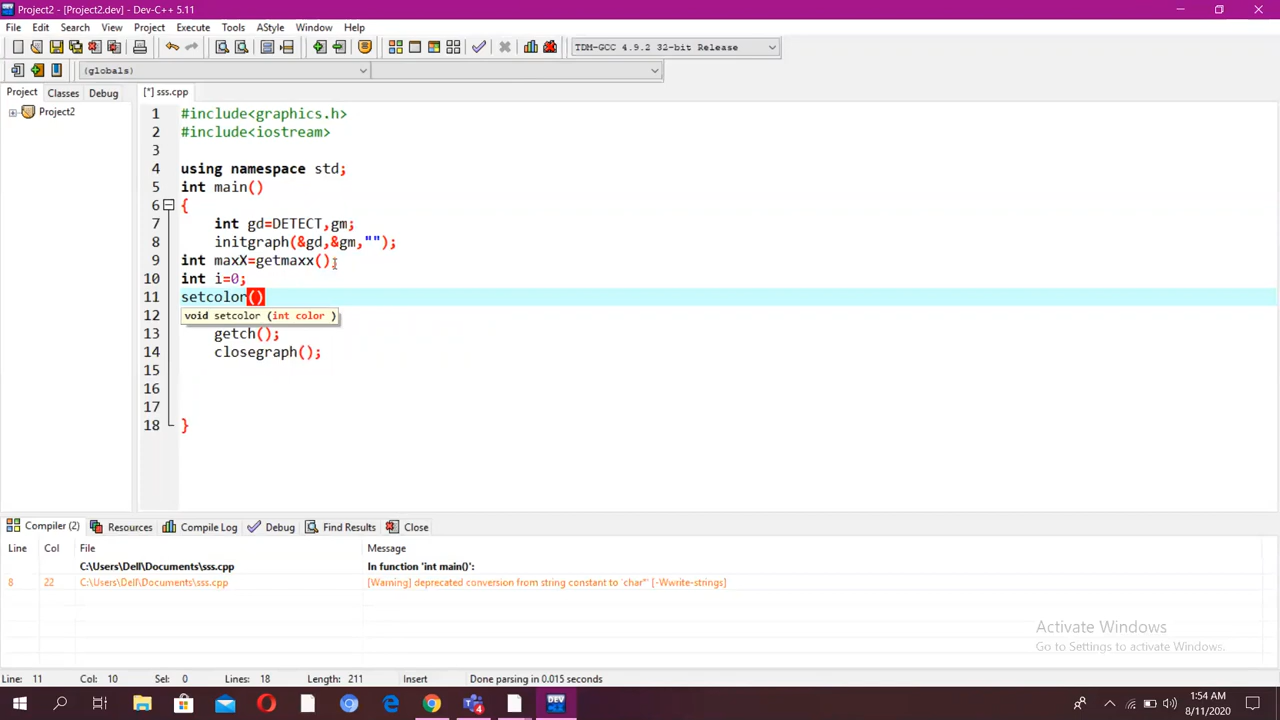 Project2 - [Project2.dev] - Dev-C++ 5.11
File Edit Search View Project Execute Tools AStyle Window Help
TDM-GCC 4.9.2 32-bit Release
(globals)
Project Classes Debug
[*] sss.cpp
Project2
1 #include<graphics.h>
2 #include<iostream>
3
4 using namespace std;
5 int main()
6 {
7 int gd=DETECT,gm;
8 initgraph(&gd,&gm,"");
9 int maxX=getmaxx();
10 int i=0;
11 setcolor()
12 void setcolor (int color )
13 getch();
14 closegraph();
15
16
17
18 }
Compiler (2) Resources Compile Log Debug Find Results Close
Line Col File Message
C:\Users\Dell\Documents\sss.cpp In function 'int main()':
8 22 C:\Users\Dell\Documents\sss.cpp [Warning] deprecated conversion from string constant to 'char*' [-Wwrite-strings]
Activate Windows
Go to Settings to activate Windows.
Line: 11 Col: 10 Sel: 0 Lines: 18 Length: 211 Insert Done parsing in 0.015 seconds
4 DEV 1:54 AM
8/11/2020